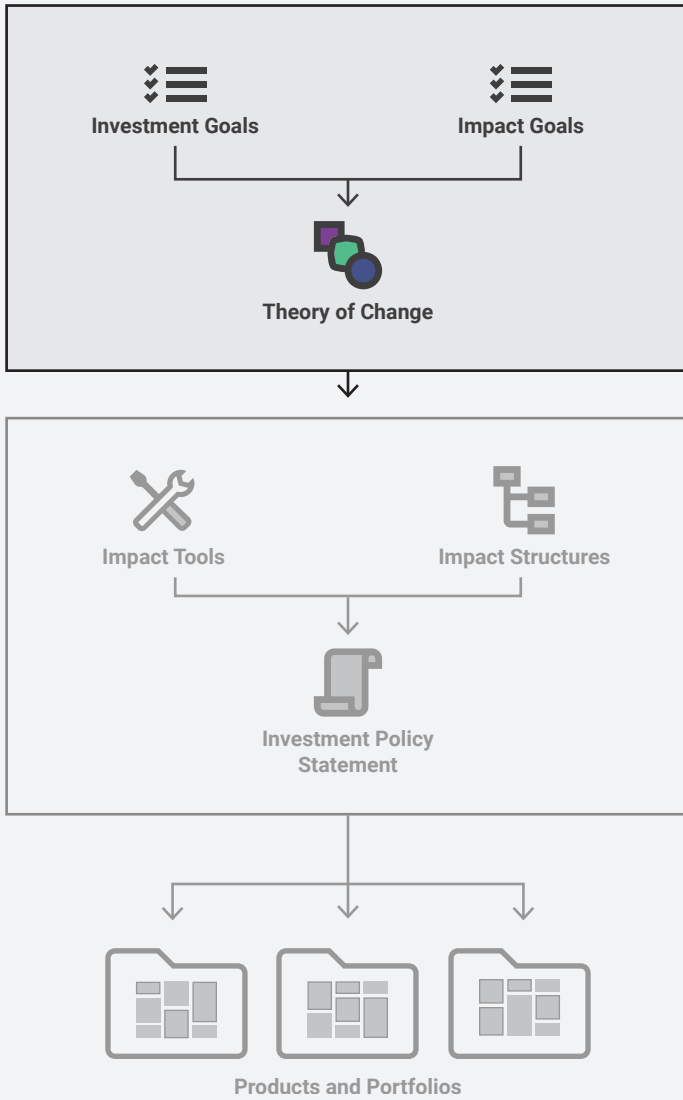 Investment Goals
Impact Goals
Theory of Change
Impact Tools
Impact Structures
Investment Policy
Statement
Products and Portfolios